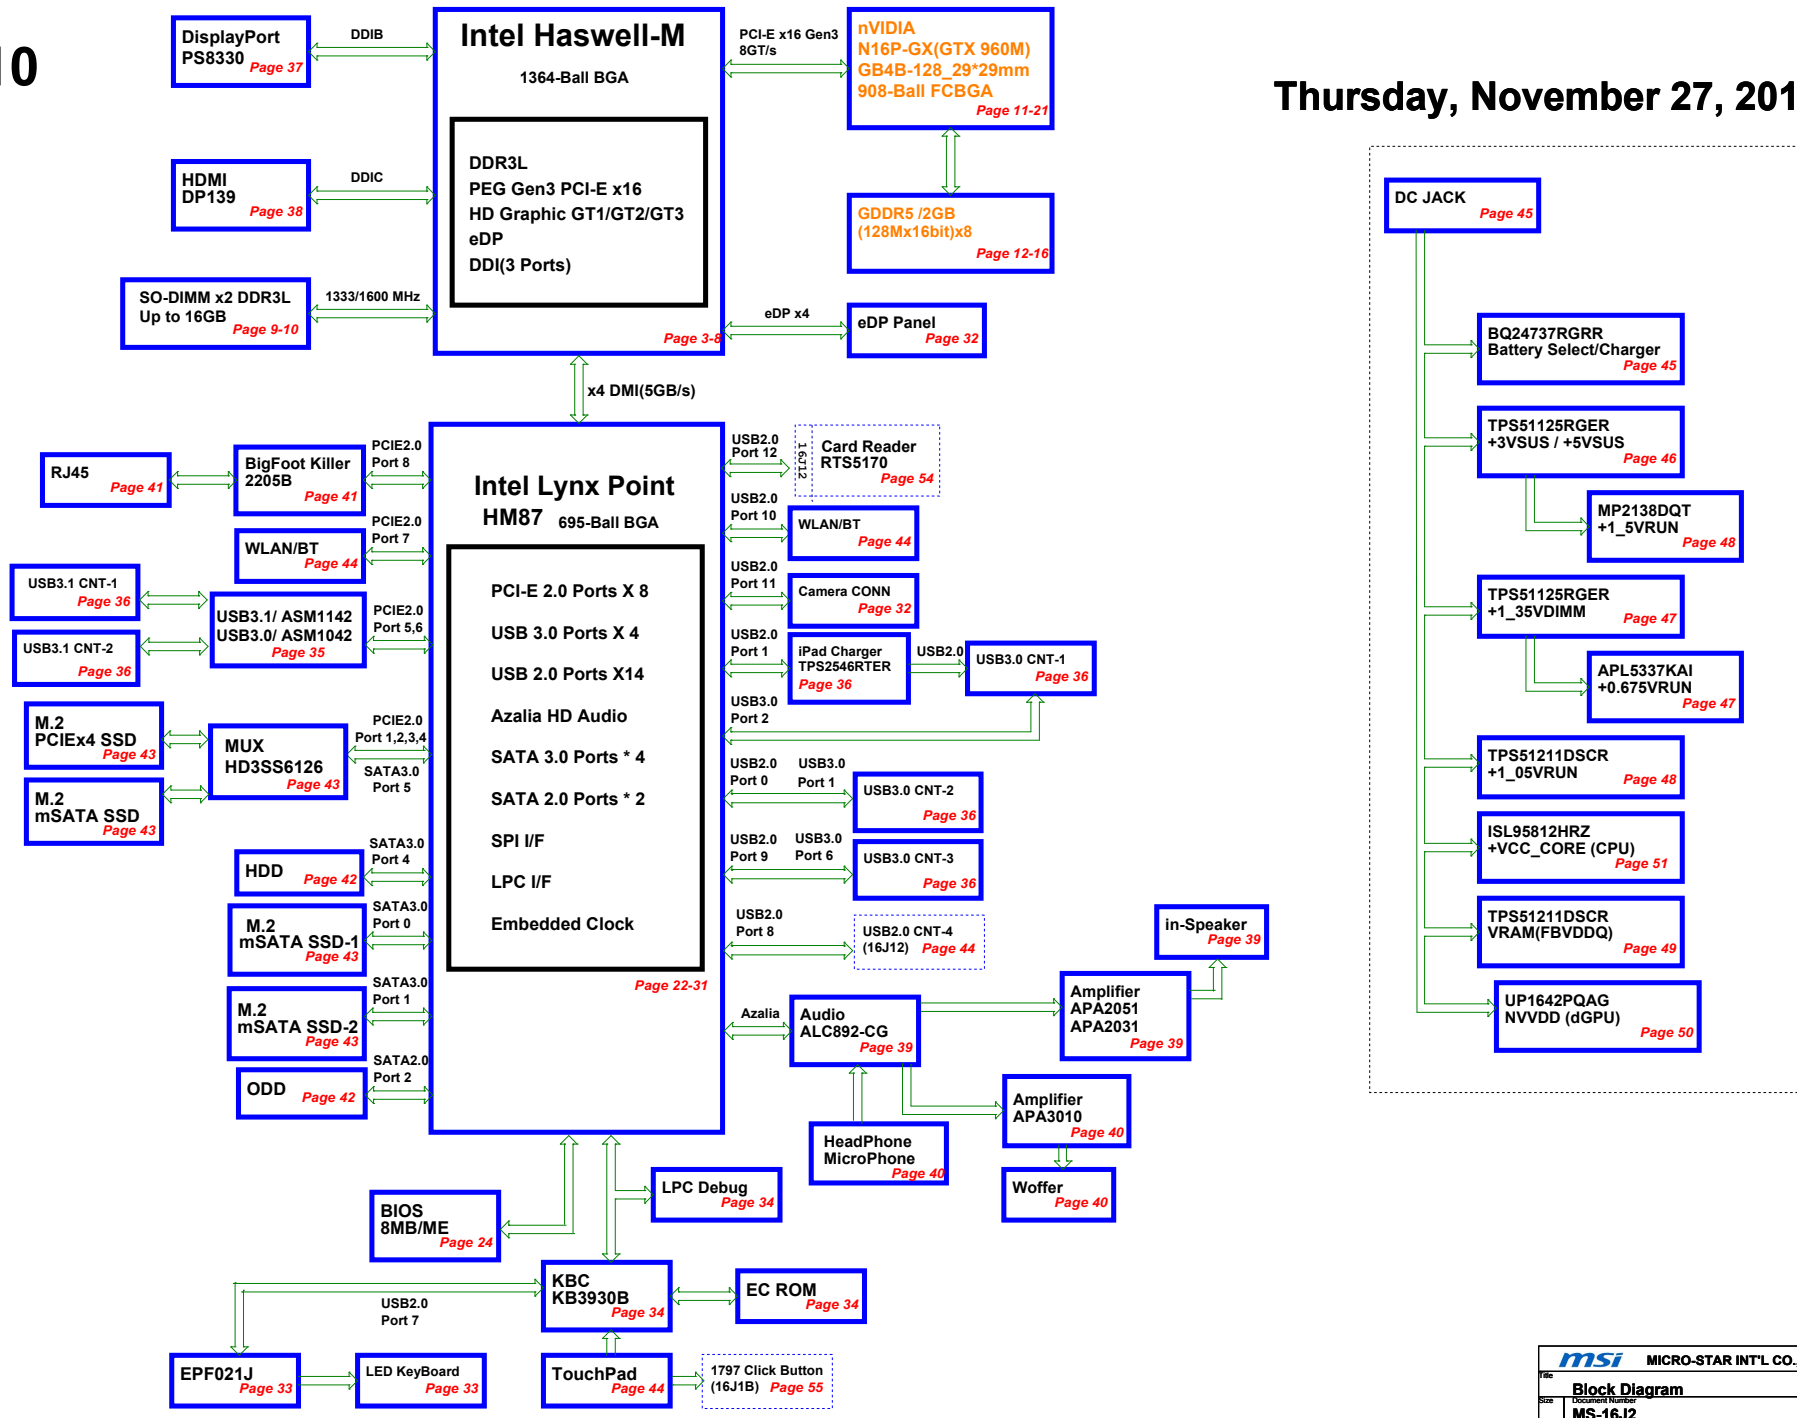 10
Thursday, November 27, 201
DisplayPort
PS8330
Page 37
DDIB
HDMI
DP139
Page 38
DDIC
SO-DIMM x2 DDR3L
Up to 16GB
Page 9-10
1333/1600 MHz
Intel Haswell-M
1364-Ball BGA
DDR3L
PEG Gen3 PCI-E x16
HD Graphic GT1/GT2/GT3
eDP
DDI(3 Ports)
Page 3-8
PCI-E x16 Gen3
8GT/s
nVIDIA
N16P-GX(GTX 960M)
GB4B-128_29*29mm
908-Ball FCBGA
Page 11-21
GDDR5 /2GB
(128Mx16bit)x8
Page 12-16
eDP x4
eDP Panel
Page 32
x4 DMI(5GB/s)
RJ45
Page 41
BigFoot Killer
2205B
Page 41
PCIE2.0
Port 8
WLAN/BT
Page 44
PCIE2.0
Port 7
USB3.1 CNT-1
Page 36
USB3.1 CNT-2
Page 36
USB3.1/ ASM1142
USB3.0/ ASM1042
Page 35
PCIE2.0
Port 5,6
M.2
PCIEx4 SSD
Page 43
M.2
mSATA SSD
Page 43
MUX
HD3SS6126
Page 43
PCIE2.0
Port 1,2,3,4
SATA3.0
Port 5
HDD
Page 42
SATA3.0
Port 4
M.2
mSATA SSD-1
Page 43
SATA3.0
Port 0
M.2
mSATA SSD-2
Page 43
SATA3.0
Port 1
ODD
Page 42
SATA2.0
Port 2
Intel Lynx Point
HM87 695-Ball BGA
PCI-E 2.0 Ports X 8
USB 3.0 Ports X 4
USB 2.0 Ports X14
Azalia HD Audio
SATA 3.0 Ports * 4
SATA 2.0 Ports * 2
SPI I/F
LPC I/F
Embedded Clock
Page 22-31
USB2.0
Port 12
16J12
Card Reader
RTS5170
Page 54
USB2.0
Port 10
WLAN/BT
Page 44
USB2.0
Port 11
Camera CONN
Page 32
USB2.0
Port 1
iPad Charger
TPS2546RTER
Page 36
USB2.0
USB3.0 CNT-1
Page 36
USB3.0
Port 2
USB2.0
Port 0
USB3.0
Port 1
USB3.0 CNT-2
Page 36
USB2.0
Port 9
USB3.0
Port 6
USB3.0 CNT-3
Page 36
USB2.0
Port 8
USB2.0 CNT-4
(16J12) Page 44
Azalia
Audio
ALC892-CG
Page 39
in-Speaker
Page 39
Amplifier
APA2051
APA2031
Page 39
Amplifier
APA3010
Page 40
HeadPhone
MicroPhone
Page 40
Woffer
Page 40
BIOS
8MB/ME
Page 24
LPC Debug
Page 34
KBC
KB3930B
Page 34
EC ROM
Page 34
USB2.0
Port 7
EPF021J
Page 33
LED KeyBoard
Page 33
TouchPad
Page 44
1797 Click Button
(16J1B) Page 55
DC JACK
Page 45
BQ24737RGRR
Battery Select/Charger
Page 45
TPS51125RGER
+3VSUS / +5VSUS
Page 46
MP2138DQT
+1_5VRUN
Page 48
TPS51125RGER
+1_35VDIMM
Page 47
APL5337KAI
+0.675VRUN
Page 47
TPS51211DSCR
+1_05VRUN
Page 48
ISL95812HRZ
+VCC_CORE (CPU)
Page 51
TPS51211DSCR
VRAM(FBVDDQ)
Page 49
UP1642PQAG
NVVDD (dGPU)
Page 50
msi MICRO-STAR INT'L CO.,
Title
Block Diagram
Size Document Number
MS-16J2